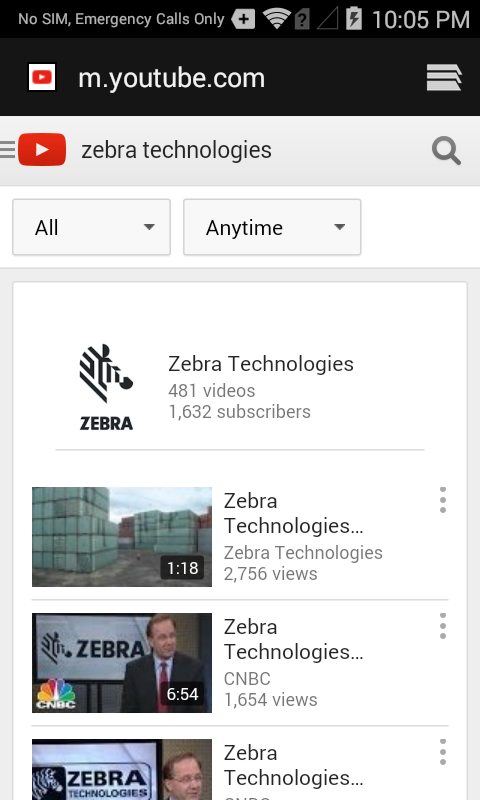 No SIM, Emergency Calls Only 10:05 PM
m.youtube.com
zebra technologies
All Anytime
Zebra Technologies
481 videos
1,632 subscribers
ZEBRA
Zebra
Technologies…
Zebra Technologies
2,756 views
1:18
Zebra
Technologies…
CNBC
1,654 views
ZEBRA
CNBC
6:54
Zebra
Technologies…
ZEBRA
TECHNOLOGIES